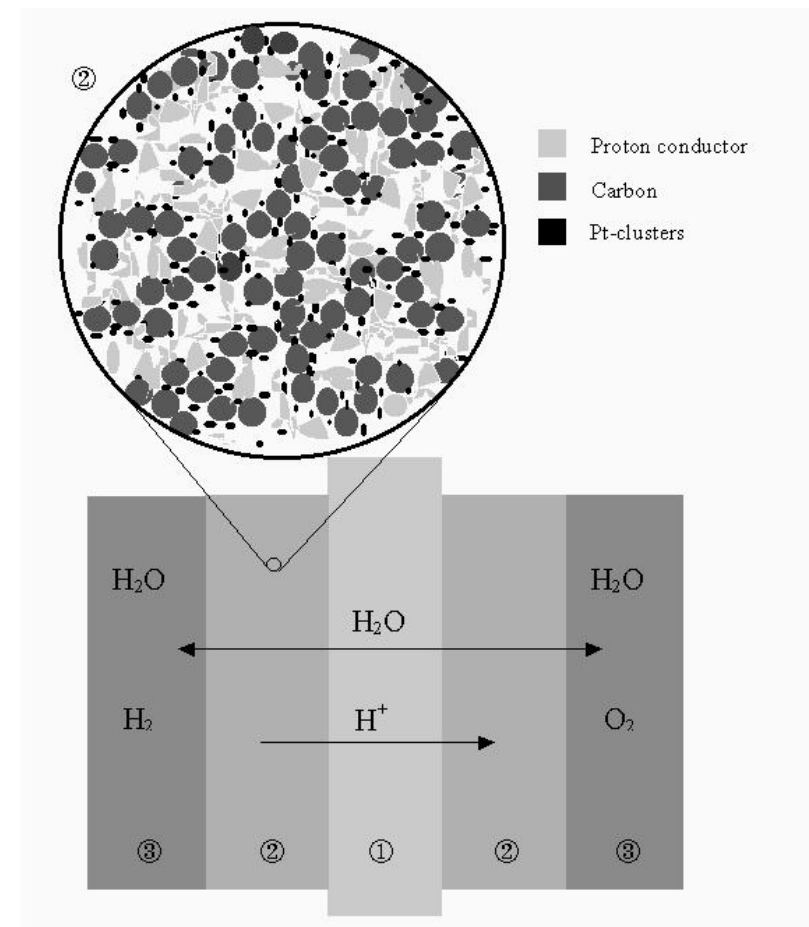 ②
Proton conductor
Carbon
Pt-clusters
H₂O
H₂O
H₂O
H₂
H⁺
O₂
③
②
①
②
③